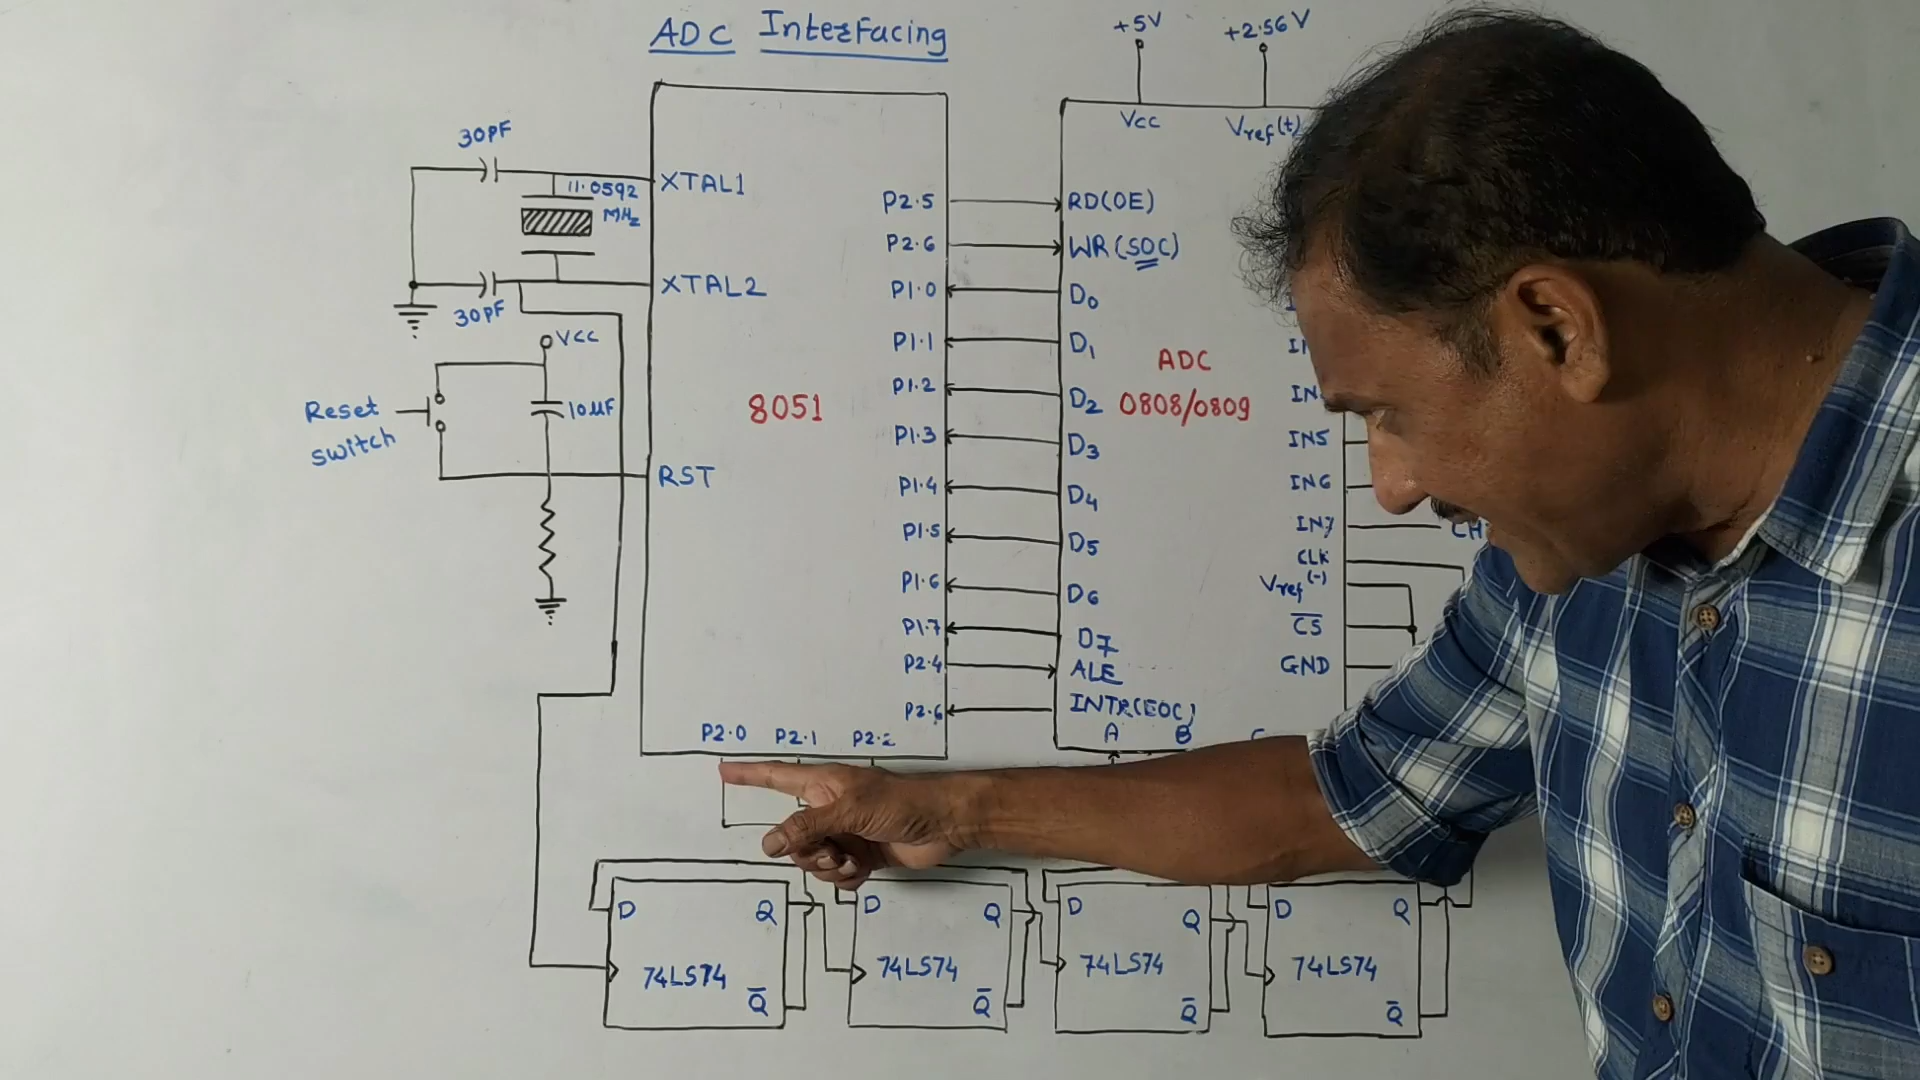 ADC Interfacing
+5V
+2.56V
30PF
Vcc
Vref(t)
XTAL1
11.0592
MHz
P2.5
RD(OE)
P2.6
WR(SOC)
XTAL2
P1.0
D0
30PF
VCC
P1.1
D1
ADC
0808/0809
8051
Reset
switch
10µF
P1.2
D2
P1.3
D3
IN5
RST
P1.4
D4
IN6
P1.5
D5
IN7
CLK
P1.6
D6
Vref(-)
P1.7
D7
C̅S̅
P2.4
ALE
GND
P2.6
INTR(EOC)
P2.0
P2.1
P2.2
A
B
D
Q
D
Q
D
Q
D
Q
74LS74
74LS74
74LS74
74LS74
Q̅
Q̅
Q̅
Q̅